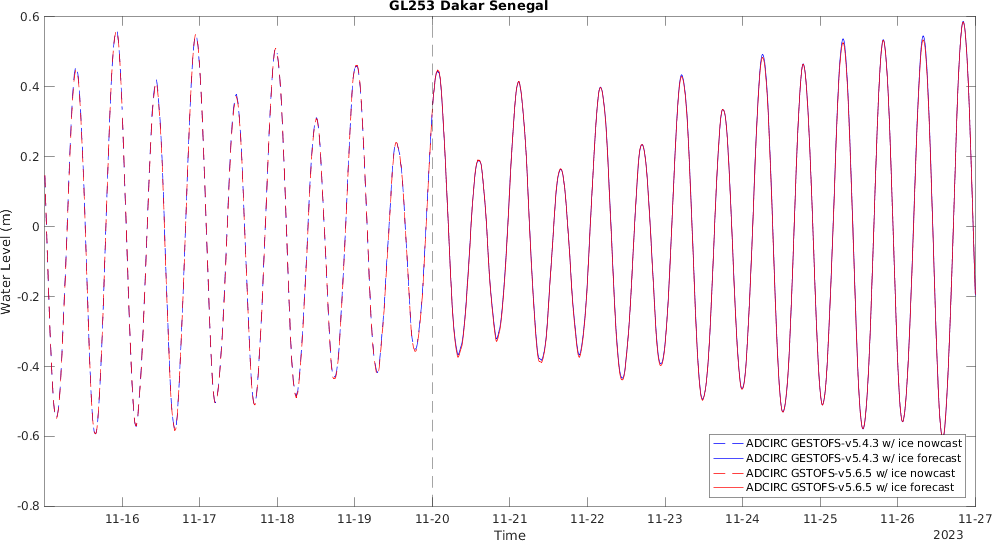 GL253 Dakar Senegal
0.6
0.4
0.2
0
-0.2
-0.4
-0.6
-0.8
Water Level (m)
ADCIRC GESTOFS-v5.4.3 w/ ice nowcast
ADCIRC GESTOFS-v5.4.3 w/ ice forecast
ADCIRC GSTOFS-v5.6.5 w/ ice nowcast
ADCIRC GSTOFS-v5.6.5 w/ ice forecast
11-16 11-17 11-18 11-19 11-20 11-21 11-22 11-23 11-24 11-25 11-26 11-27
Time
2023